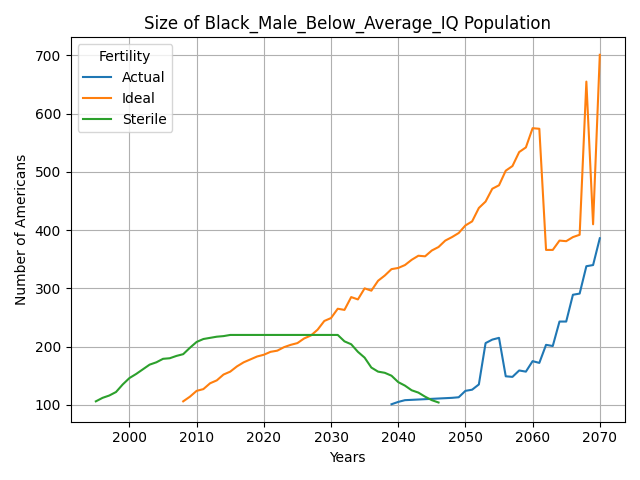 Size of Black_Male_Below_Average_IQ Population
Fertility
Actual
Ideal
Sterile
Number of Americans
700
600
500
400
300
200
100
2000 2010 2020 2030 2040 2050 2060 2070
Years